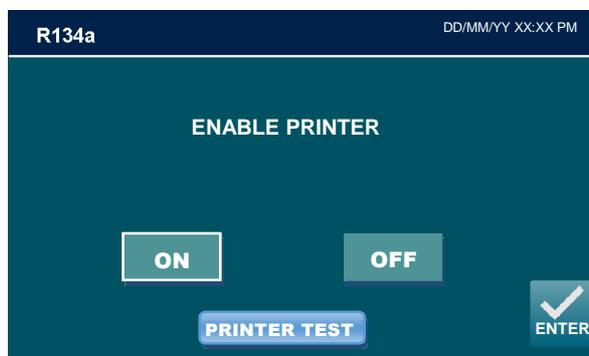 R134a
DD/MM/YY XX:XX PM
ENABLE PRINTER
ON
OFF
PRINTER TEST
ENTER